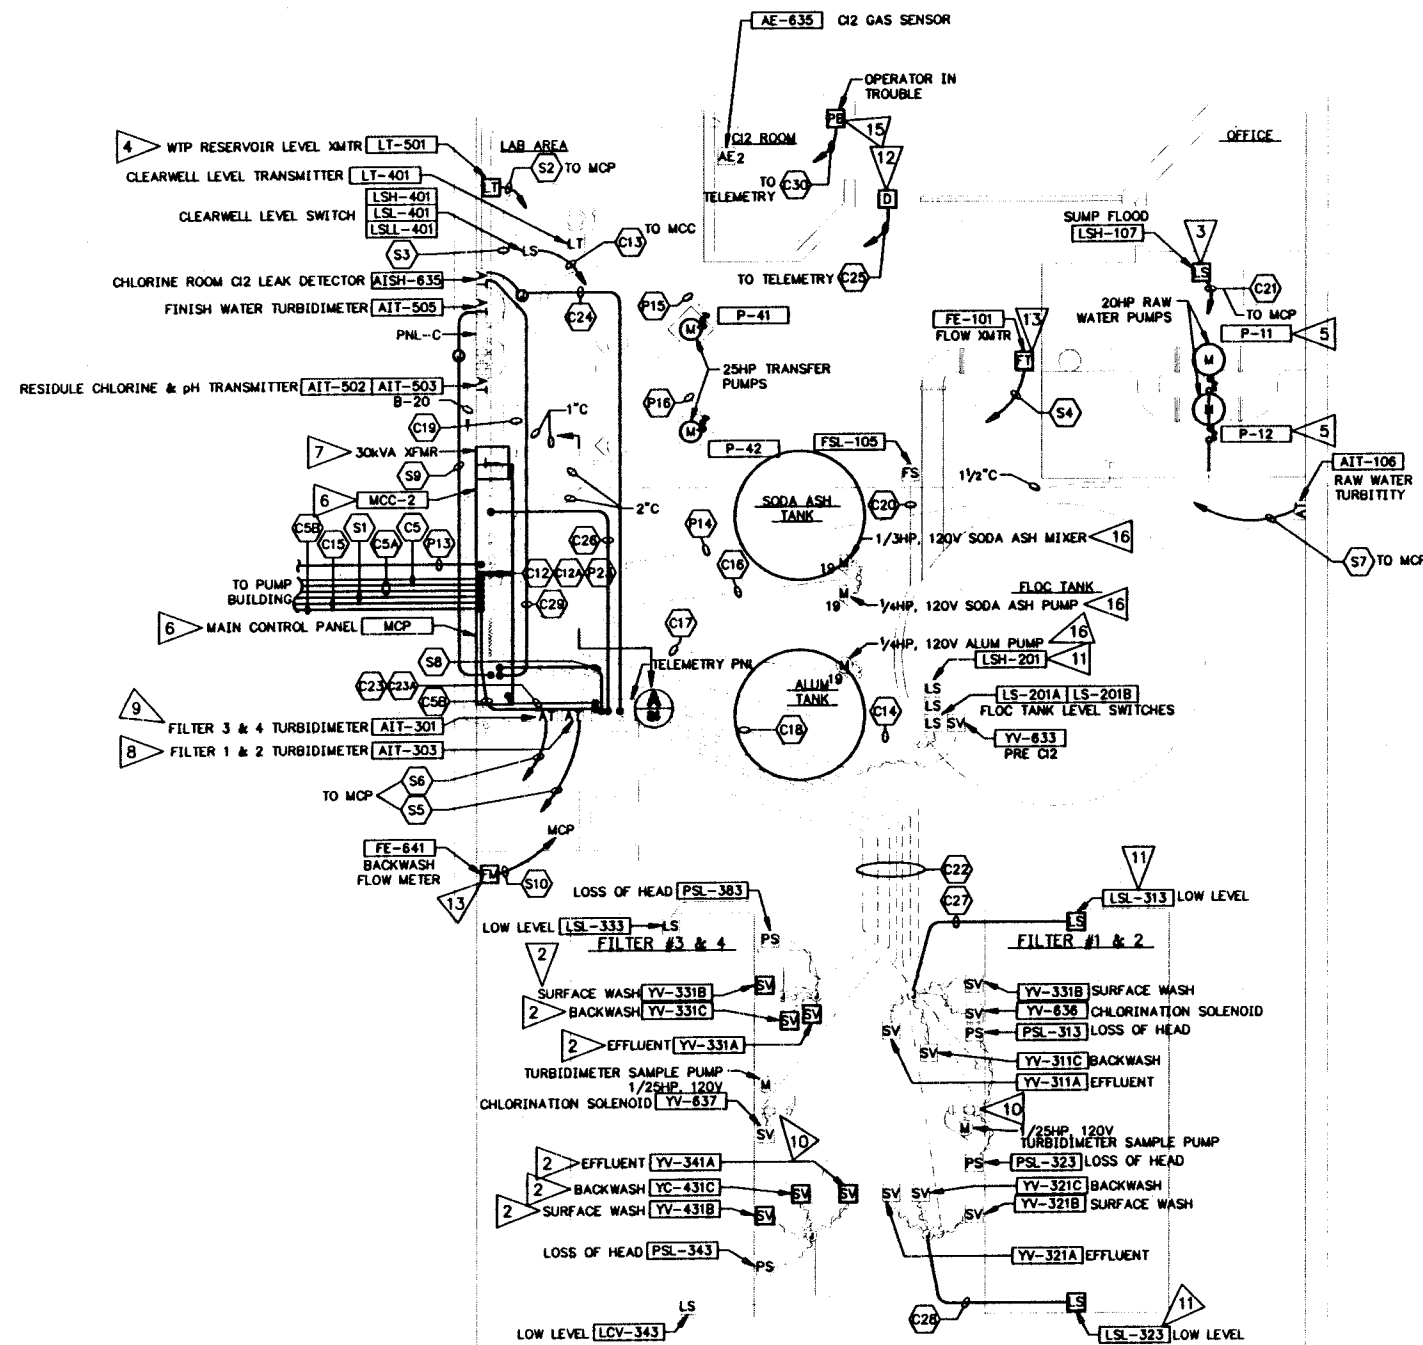 AE-635 Cl2 GAS SENSOR
OPERATOR IN
TROUBLE
PB
15
Cl2 ROOM
AE2
12
OFFICE
4 WTP RESERVOIR LEVEL XMTR LT-501
LAB AREA
LT
S2 TO MCP
TO
TELEMETRY
C30
D
CLEARWELL LEVEL TRANSMITTER LT-401
LSH-401
CLEARWELL LEVEL SWITCH LSL-401
LSLL-401
S3
LS
LT
C13 TO MCC
SUMP FLOOD
LSH-107
3
LS
CHLORINE ROOM Cl2 LEAK DETECTOR AISH-635
TO TELEMETRY C25
C21
TO MCP
FINISH WATER TURBIDIMETER AIT-505
C24
P15
P-41
M
FE-101
FLOW XMTR
13
FT
20HP RAW
WATER PUMPS
P-11 5
M
PNL-C
25HP TRANSFER
PUMPS
RESIDULE CHLORINE & pH TRANSMITTER AIT-502 AIT-503
B-20
C19
1"C
P16
M
S4
M
P-12 5
7 30kVA XFMR
S9
P-42
FSL-105
FS
1½"C
AIT-106
RAW WATER
TURBITITY
6 MCC-2
2"C
SODA ASH
TANK
C20
C5B C15 S1 C5A C5 P13
C26
P14
C16
1/3HP, 120V SODA ASH MIXER 16
S7 TO MCP
TO PUMP
BUILDING
C12 C12A P2
C29
19 M
M
19
FLOC TANK
1/4HP, 120V SODA ASH PUMP 16
6 MAIN CONTROL PANEL MCP
C17
1/4HP, 120V ALUM PUMP 16
S8
TELEMETRY PNL
M
19
LSH-201 11
C23 C23A
C5B
A
ALUM
TANK
LS
LS
LS SV
LS-201A LS-201B
FLOC TANK LEVEL SWITCHES
9 FILTER 3 & 4 TURBIDIMETER AIT-301
AT AT
C18
C14
YV-633
PRE Cl2
8 FILTER 1 & 2 TURBIDIMETER AIT-303
TO MCP
S6
S5
MCP
FE-641
BACKWASH
FLOW METER
FM
S10
13
C22
C27
11
LOSS OF HEAD PSL-383
LSL-313 LOW LEVEL
LOW LEVEL LSL-333 LS
PS
LS
FILTER #3 & 4
FILTER #1 & 2
2
SURFACE WASH YV-331B SV
SV YV-331B SURFACE WASH
2 BACKWASH YV-331C SV SV
SV YV-636 CHLORINATION SOLENOID
SV PS PSL-313 LOSS OF HEAD
2 EFFLUENT YV-331A
SV YV-311C BACKWASH
TURBIDIMETER SAMPLE PUMP
1/25HP, 120V
M
YV-311A EFFLUENT
CHLORINATION SOLENOID YV-637
10
SV
10
M
1/25HP, 120V
TURBIDIMETER SAMPLE PUMP
2 EFFLUENT YV-341A
PS PSL-323 LOSS OF HEAD
2 BACKWASH YC-431C SV SV
SV SV YV-321C BACKWASH
2 SURFACE WASH YV-431B SV
SV YV-321B SURFACE WASH
LOSS OF HEAD PSL-343
PS
YV-321A EFFLUENT
LS
LS
11
C28
LOW LEVEL LCV-343
LSL-323 LOW LEVEL